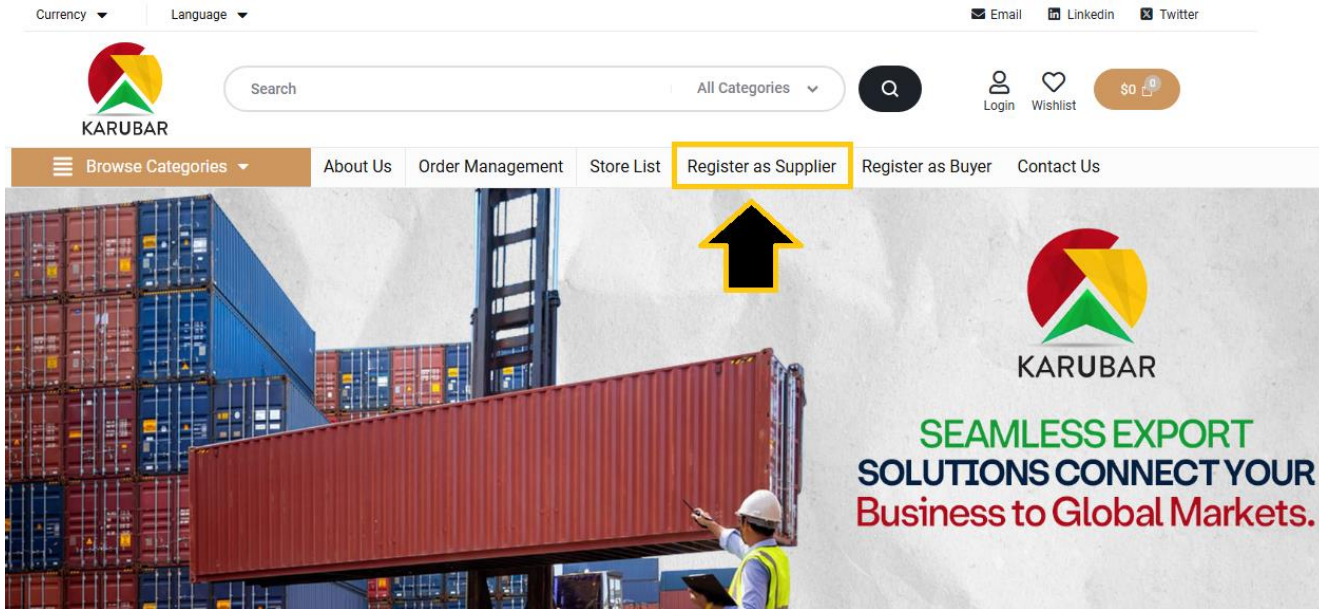 Currency
Language
Email
Linkedin
Twitter
KARUBAR
Search
All Categories
Login
Wishlist
$0
0
Browse Categories
About Us
Order Management
Store List
Register as Supplier
Register as Buyer
Contact Us
KARUBAR
SEAMLESS EXPORT
SOLUTIONS CONNECT YOUR
Business to Global Markets.